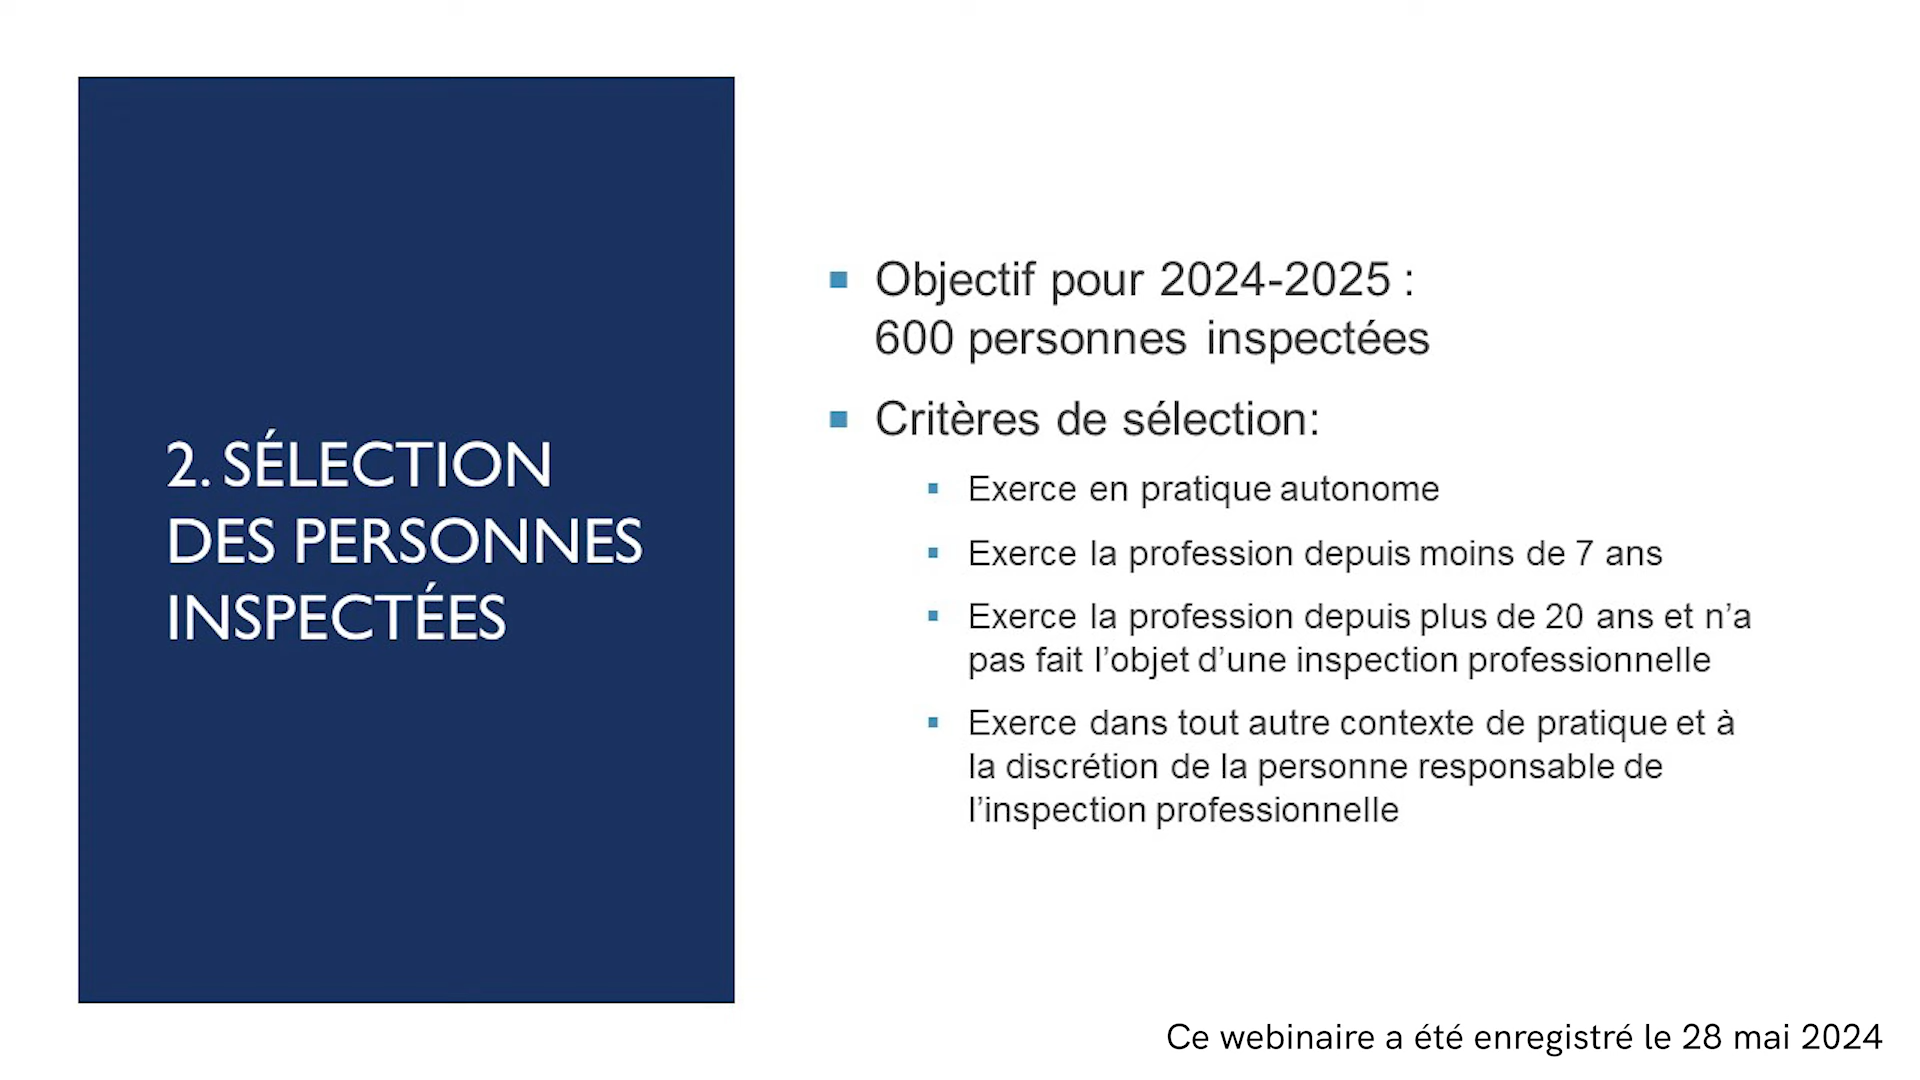 2. SÉLECTION
DES PERSONNES
INSPECTÉES
Objectif pour 2024-2025 :
600 personnes inspectées
Critères de sélection:
Exerce en pratique autonome
Exerce la profession depuis moins de 7 ans
Exerce la profession depuis plus de 20 ans et n’a
pas fait l’objet d’une inspection professionnelle
Exerce dans tout autre contexte de pratique et à
la discrétion de la personne responsable de
l’inspection professionnelle
Ce webinaire a été enregistré le 28 mai 2024